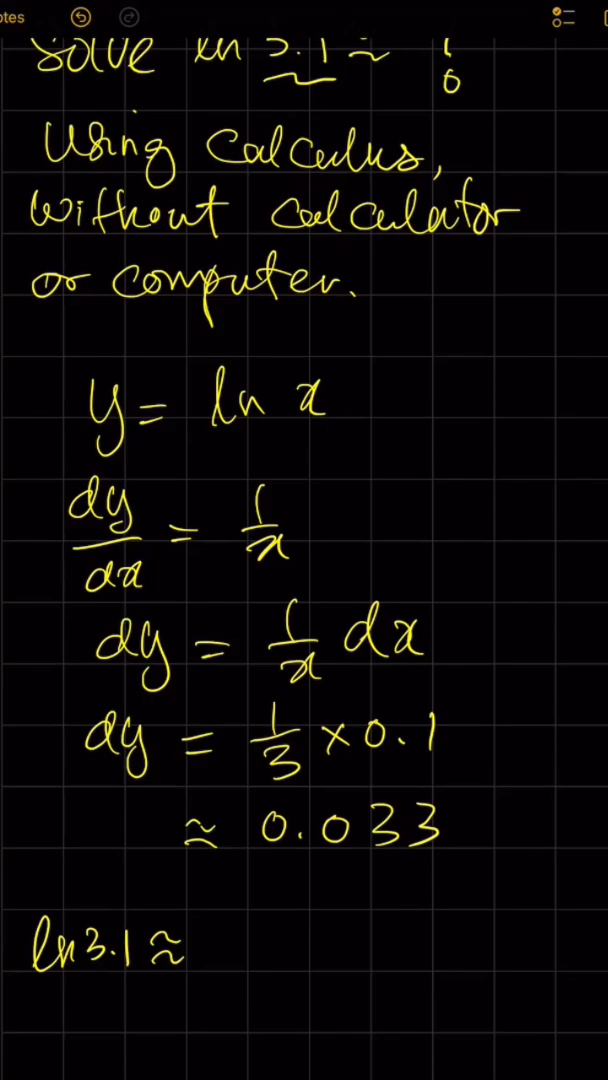 otes
Solve ln 3.1 ≈ ?
Using Calculus,
without calculator
or computer.
y = ln x
dy/dx = 1/x
dy = 1/x dx
dy = 1/3 × 0.1
≈ 0.033
ln 3.1 ≈